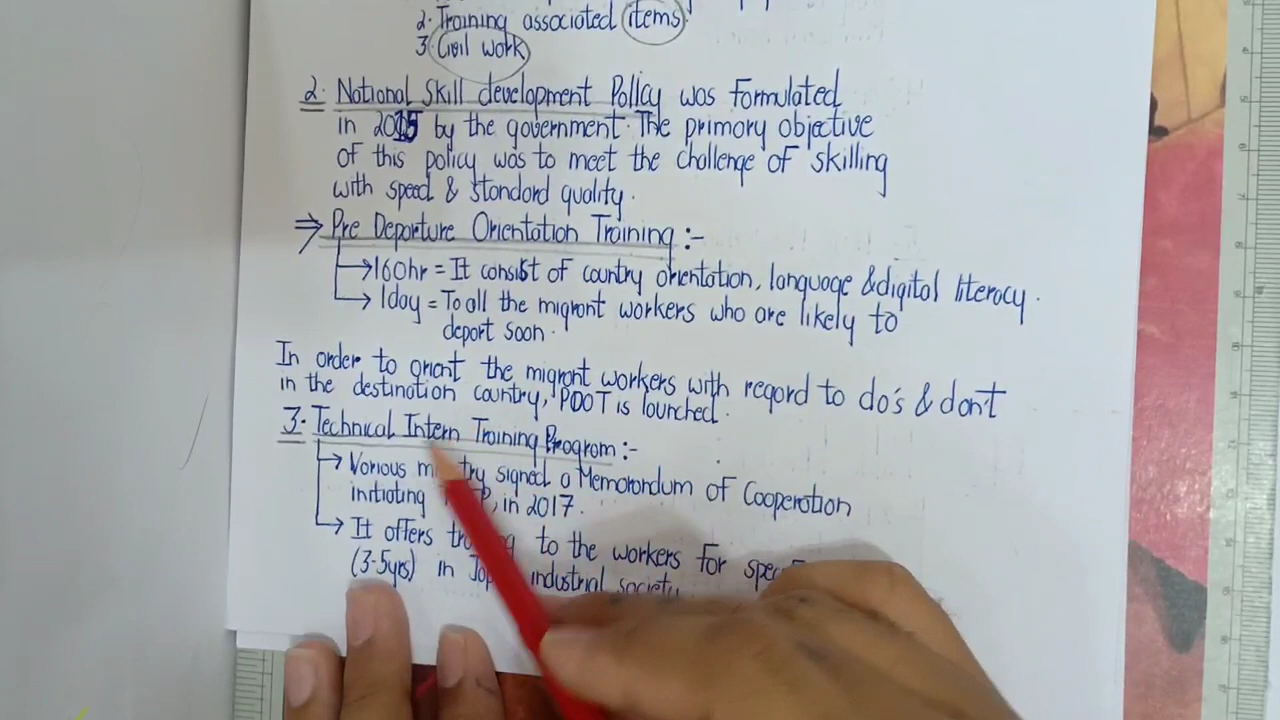 2. Training associated items
3. Civil work
2. National Skill development Policy was formulated
in 2015 by the government. The primary objective
of this policy was to meet the challenge of skilling
with speed & standard quality.
⇒ Pre Departure Orientation Training :-
→ 160hr = It consist of country orientation, language & digital literacy.
→ 1day = To all the migrant workers who are likely to
depart soon.
In order to orient the migrant workers with regard to do's & don't
in the destination country, PDOT is launched.
3. Technical Intern Training Program :-
→ Various signed a Memorandum of Cooperation
initiating , in 2017.
→ It offers to the workers for
(3-5yrs) in industrial society.